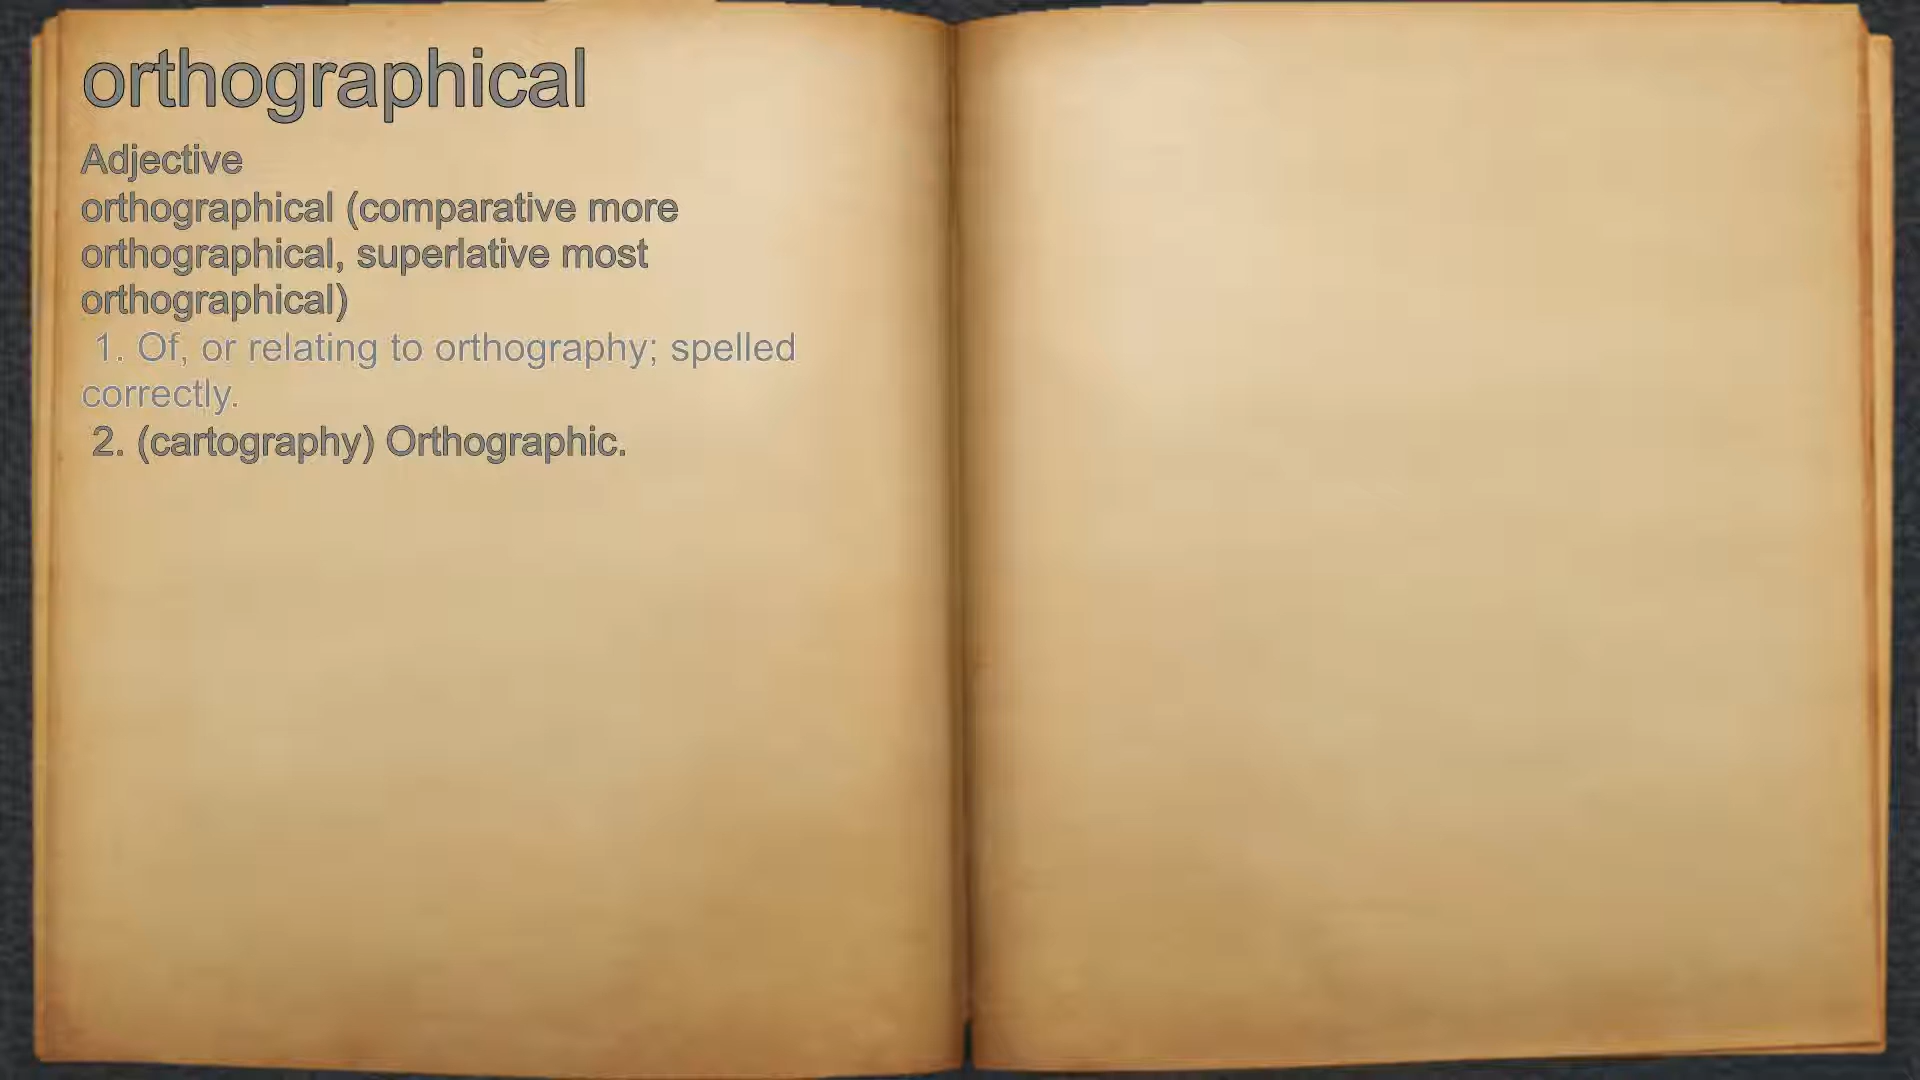 orthographical
Adjective
orthographical (comparative more
orthographical, superlative most
orthographical)
1. Of, or relating to orthography; spelled
correctly.
2. (cartography) Orthographic.